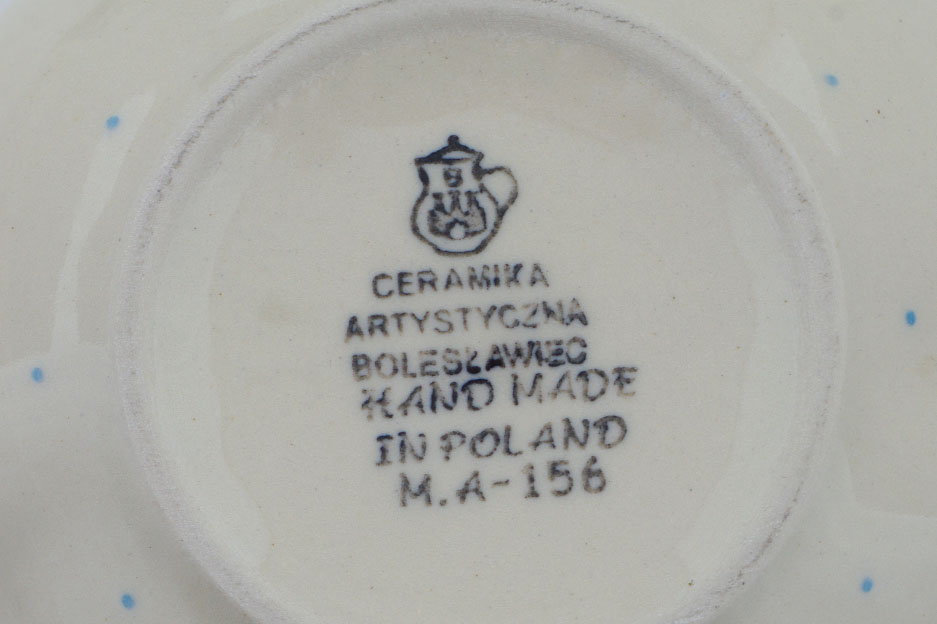 CERAMIKA
ARTYSTYCZNA
BOLESŁAWIEC
HAND MADE
IN POLAND
M.A-156